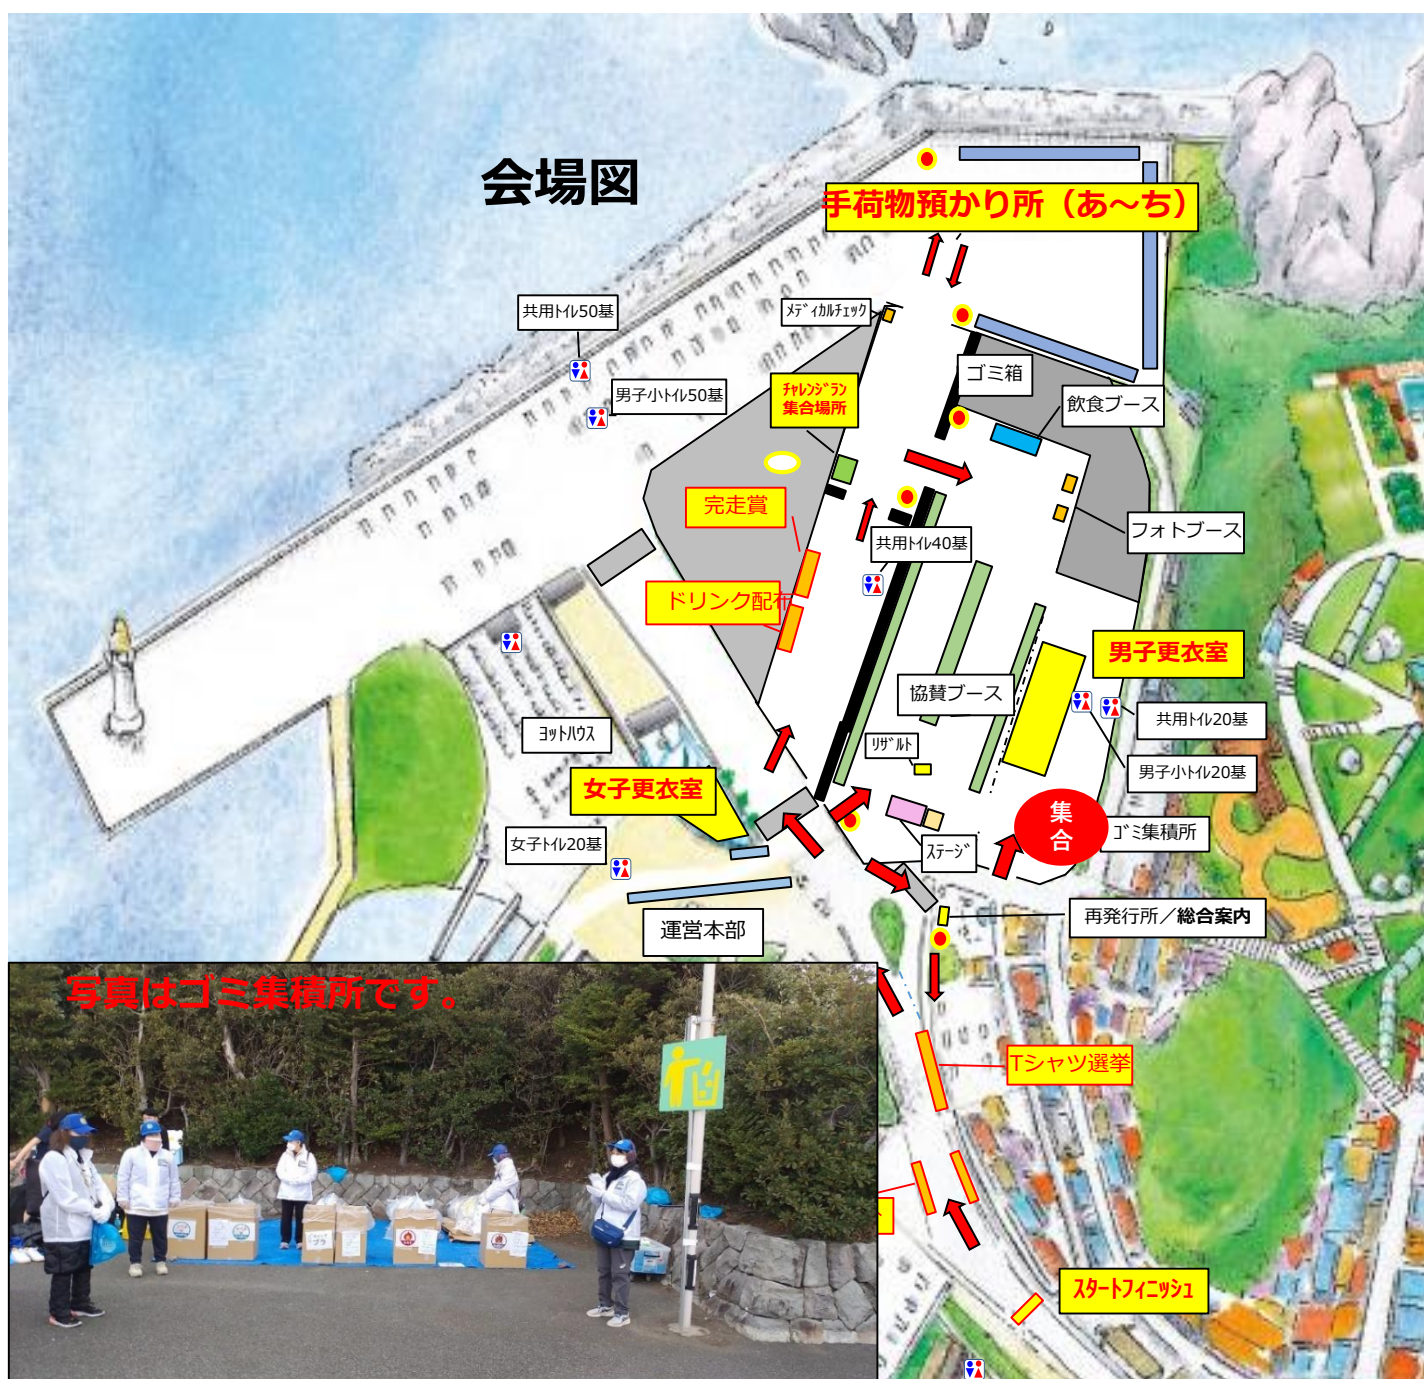 会場図
手荷物預かり所（あ～ち）
共用ﾄｲﾚ50基
ﾒﾃﾞｨｶﾙﾁｪｯｸ
男子小ﾄｲﾚ50基
ﾁｬﾚﾝｼﾞﾗﾝ
集合場所
ゴミ箱
飲食ブース
完走賞
フォトブース
共用ﾄｲﾚ40基
ドリンク配布
男子更衣室
協賛ブース
共用ﾄｲﾚ20基
ﾖｯﾄﾊｳｽ
ﾘｻﾞﾙﾄ
男子小ﾄｲﾚ20基
女子更衣室
集
合
ｺﾞﾐ集積所
女子ﾄｲﾚ20基
ｽﾃｰｼﾞ
再発行所／総合案内
運営本部
写真はゴミ集積所です。
Tシャツ選挙
ｽﾀｰﾄﾌｨﾆｯｼｭ
プラ